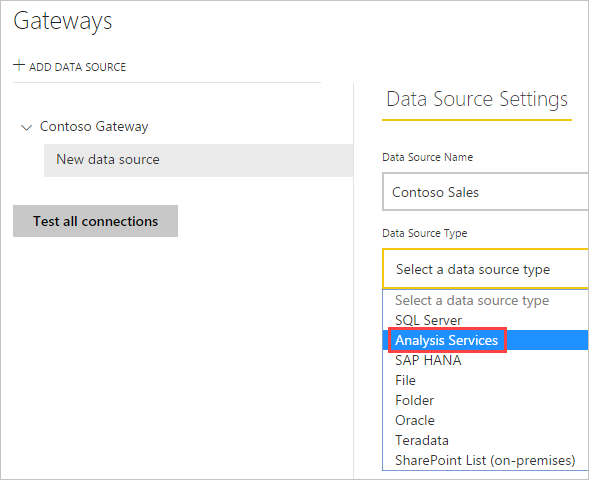 Gateways
+ ADD DATA SOURCE
Contoso Gateway
New data source
Test all connections
Data Source Settings
Data Source Name
Contoso Sales
Data Source Type
Select a data source type
Select a data source type
SQL Server
Analysis Services
SAP HANA
File
Folder
Oracle
Teradata
SharePoint List (on-premises)